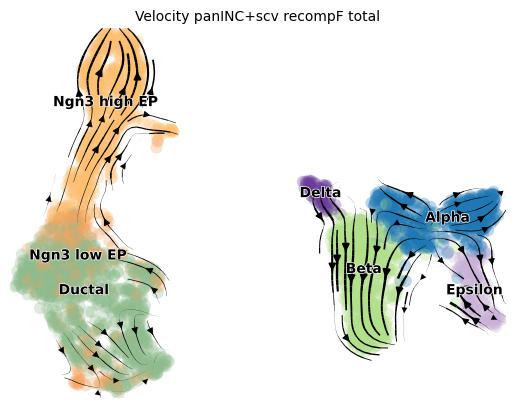 Velocity panINC+scv recompF total
Ngn3 high EP
Delta
Alpha
Ngn3 low EP
Beta
Ductal
Epsilon